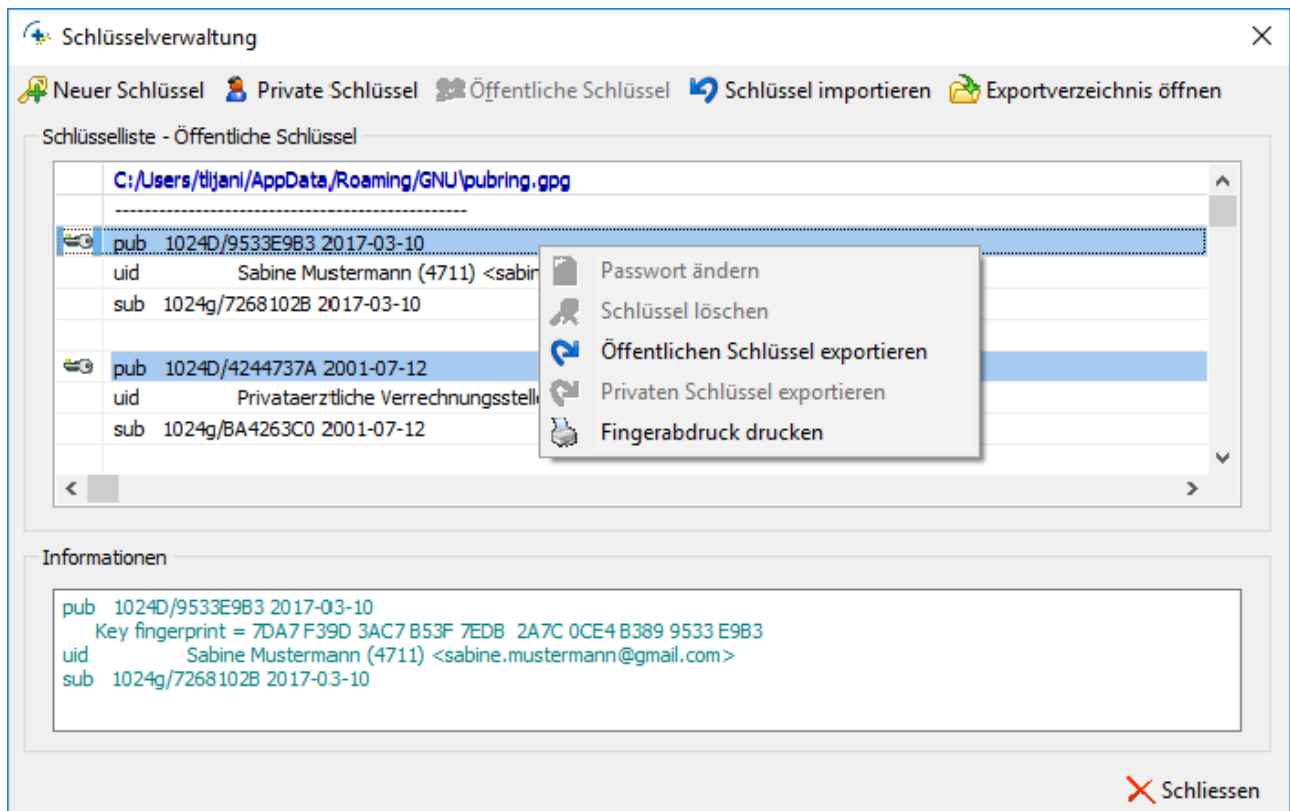 Schlüsselverwaltung
Neuer Schlüssel Private Schlüssel Öffentliche Schlüssel Schlüssel importieren Exportverzeichnis öffnen
Schlüsselliste - Öffentliche Schlüssel
C:/Users/tlijani/AppData/Roaming/GNU\pubring.gpg
------------------------------------------------
pub 1024D/9533E9B3 2017-03-10
uid Sabine Mustermann (4711) <sabin
sub 1024g/7268102B 2017-03-10
pub 1024D/4244737A 2001-07-12
uid Privataerztliche Verrechnungsstelle
sub 1024g/BA4263C0 2001-07-12
Passwort ändern
Schlüssel löschen
Öffentlichen Schlüssel exportieren
Privaten Schlüssel exportieren
Fingerabdruck drucken
Informationen
pub 1024D/9533E9B3 2017-03-10
Key fingerprint = 7DA7 F39D 3AC7 B53F 7EDB 2A7C 0CE4 B389 9533 E9B3
uid Sabine Mustermann (4711) <sabine.mustermann@gmail.com>
sub 1024g/7268102B 2017-03-10
Schliessen